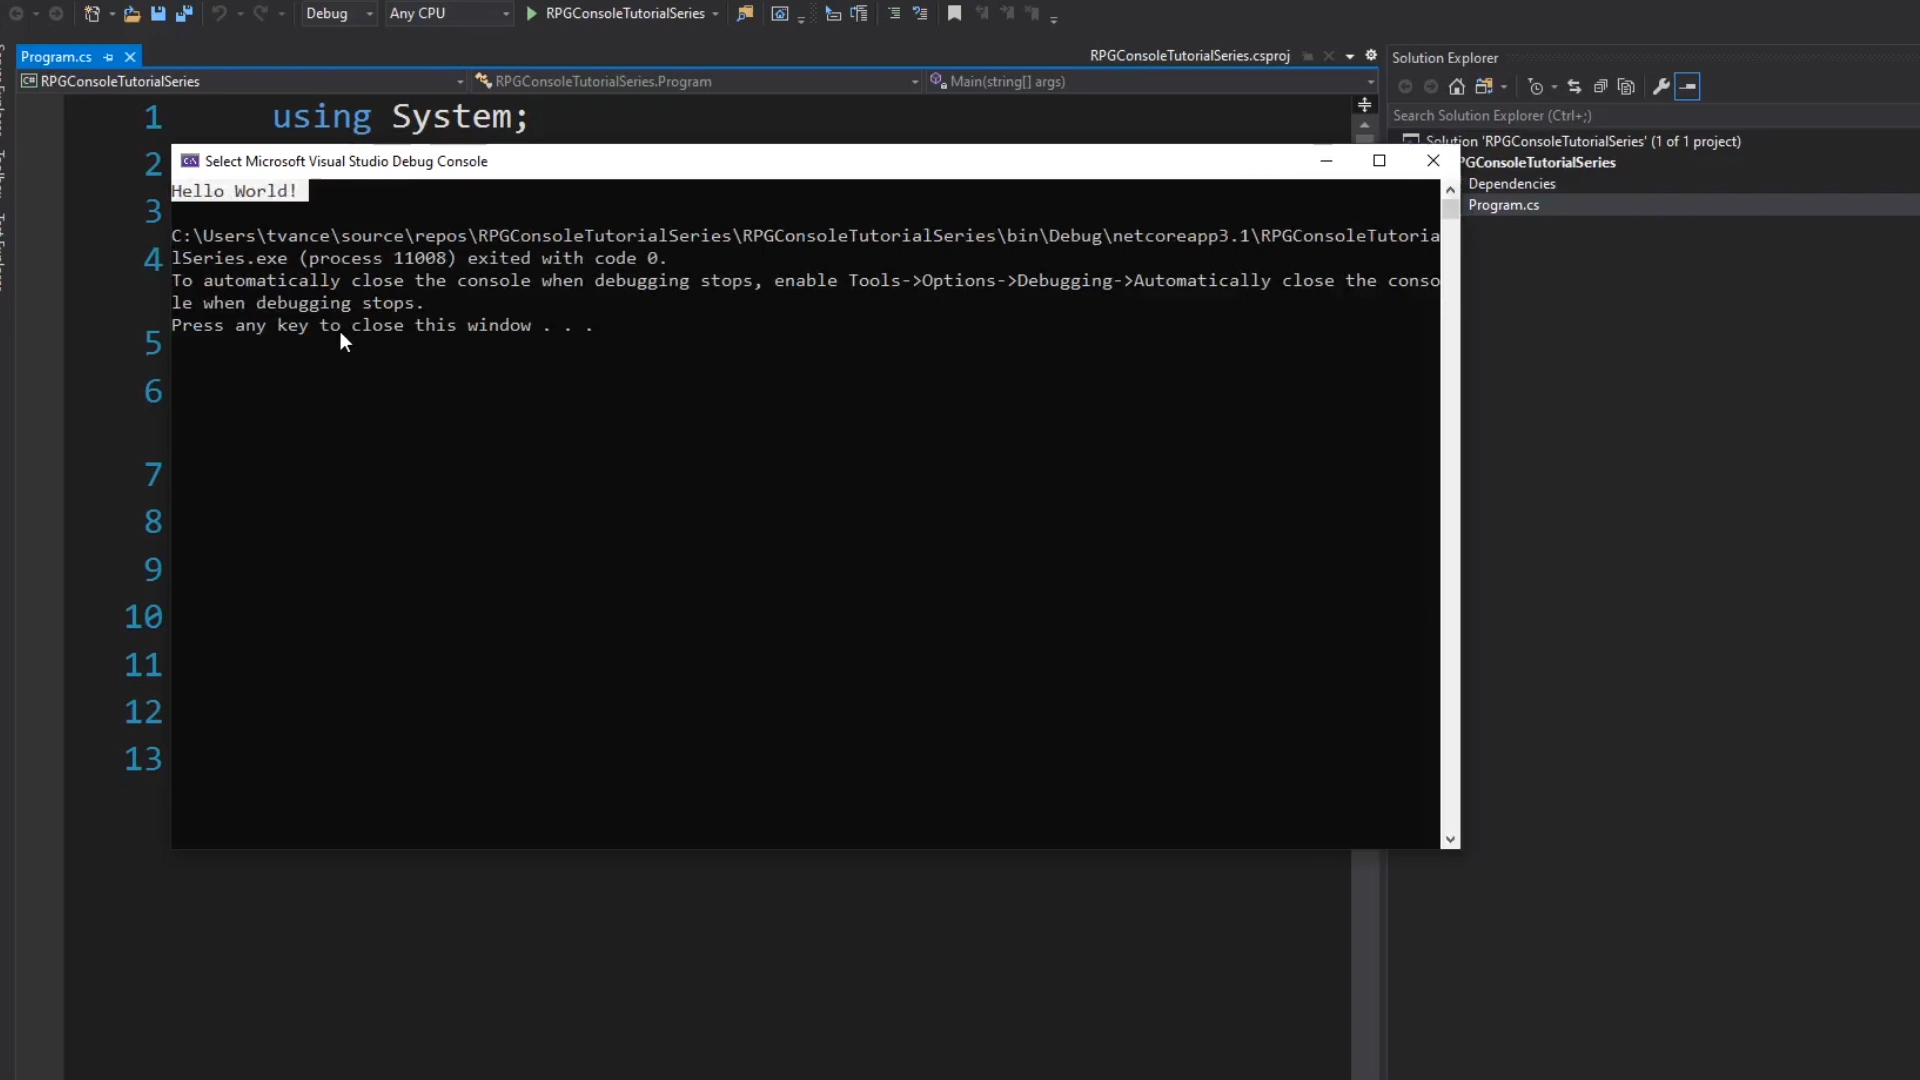 Debug
Any CPU
RPGConsoleTutorialSeries
Program.cs
RPGConsoleTutorialSeries.csproj
Solution Explorer
C# RPGConsoleTutorialSeries
RPGConsoleTutorialSeries.Program
Main(string[] args)
Search Solution Explorer (Ctrl+;)
Solution 'RPGConsoleTutorialSeries' (1 of 1 project)
PGConsoleTutorialSeries
Dependencies
Program.cs
1 using System;
2
3
4
5
6
7
8
9
10
11
12
13
C:\ Select Microsoft Visual Studio Debug Console
Hello World!
C:\Users\tvance\source\repos\RPGConsoleTutorialSeries\RPGConsoleTutorialSeries\bin\Debug\netcoreapp3.1\RPGConsoleTutoria
lSeries.exe (process 11008) exited with code 0.
To automatically close the console when debugging stops, enable Tools->Options->Debugging->Automatically close the conso
le when debugging stops.
Press any key to close this window . . .